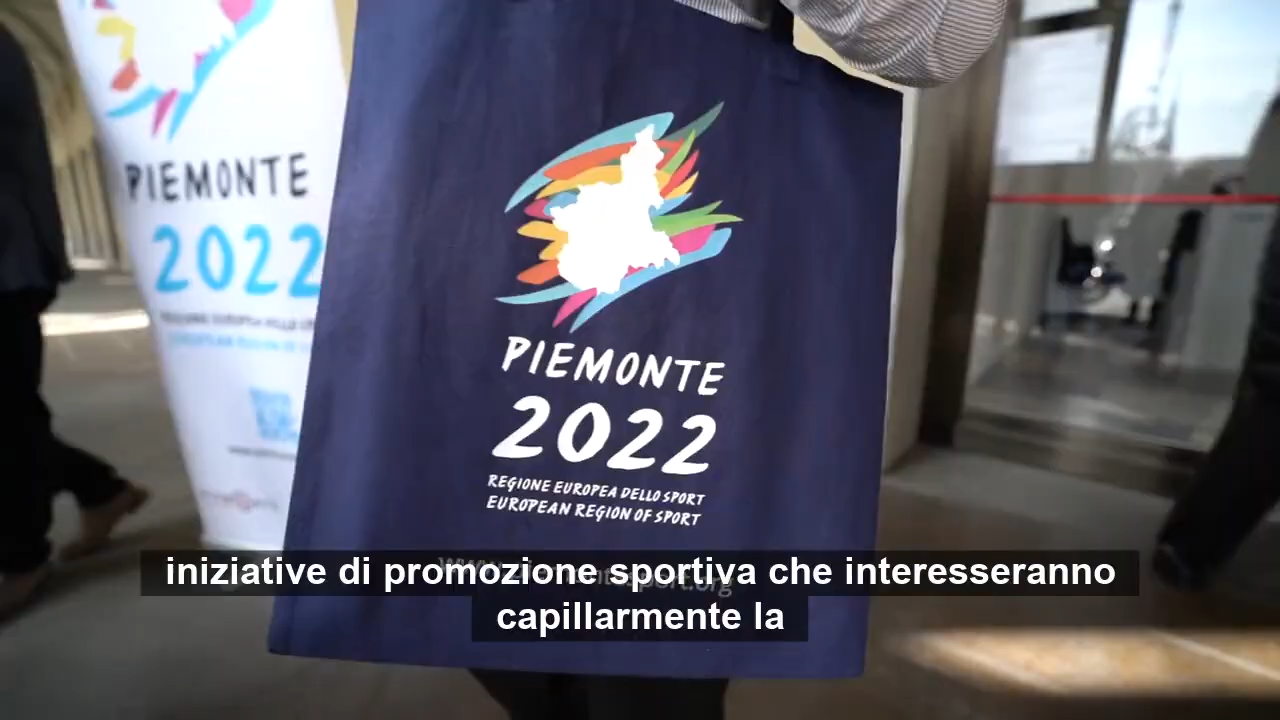 PIEMONTE
2022
PIEMONTE
2022
REGIONE EUROPEA DELLO SPORT
EUROPEAN REGION OF SPORT
iniziative di promozione sportiva che interesseranno
capillarmente la